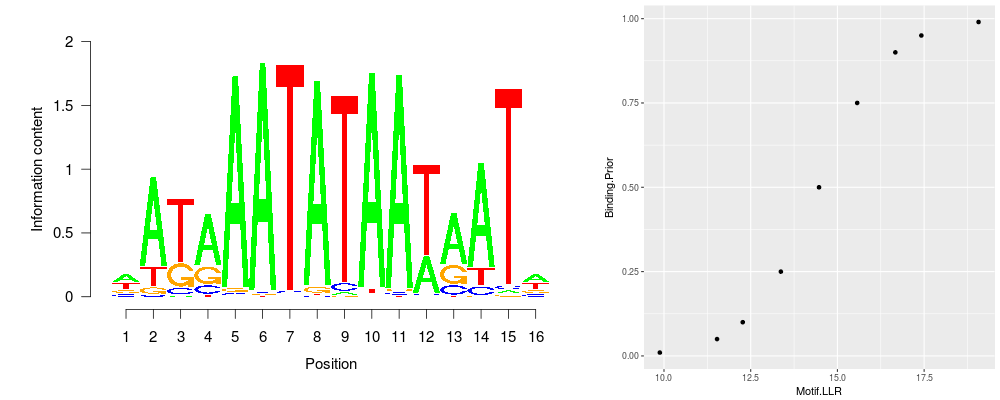 Information content
2
1.5
1
0.5
0
1 2 3 4 5 6 7 8 9 10 11 12 13 14 15 16
Position
Binding.Prior
1.00
0.75
0.50
0.25
0.00
10.0 12.5 15.0 17.5
Motif.LLR
A T A A A T A T A A T A A T A
T G G A G T